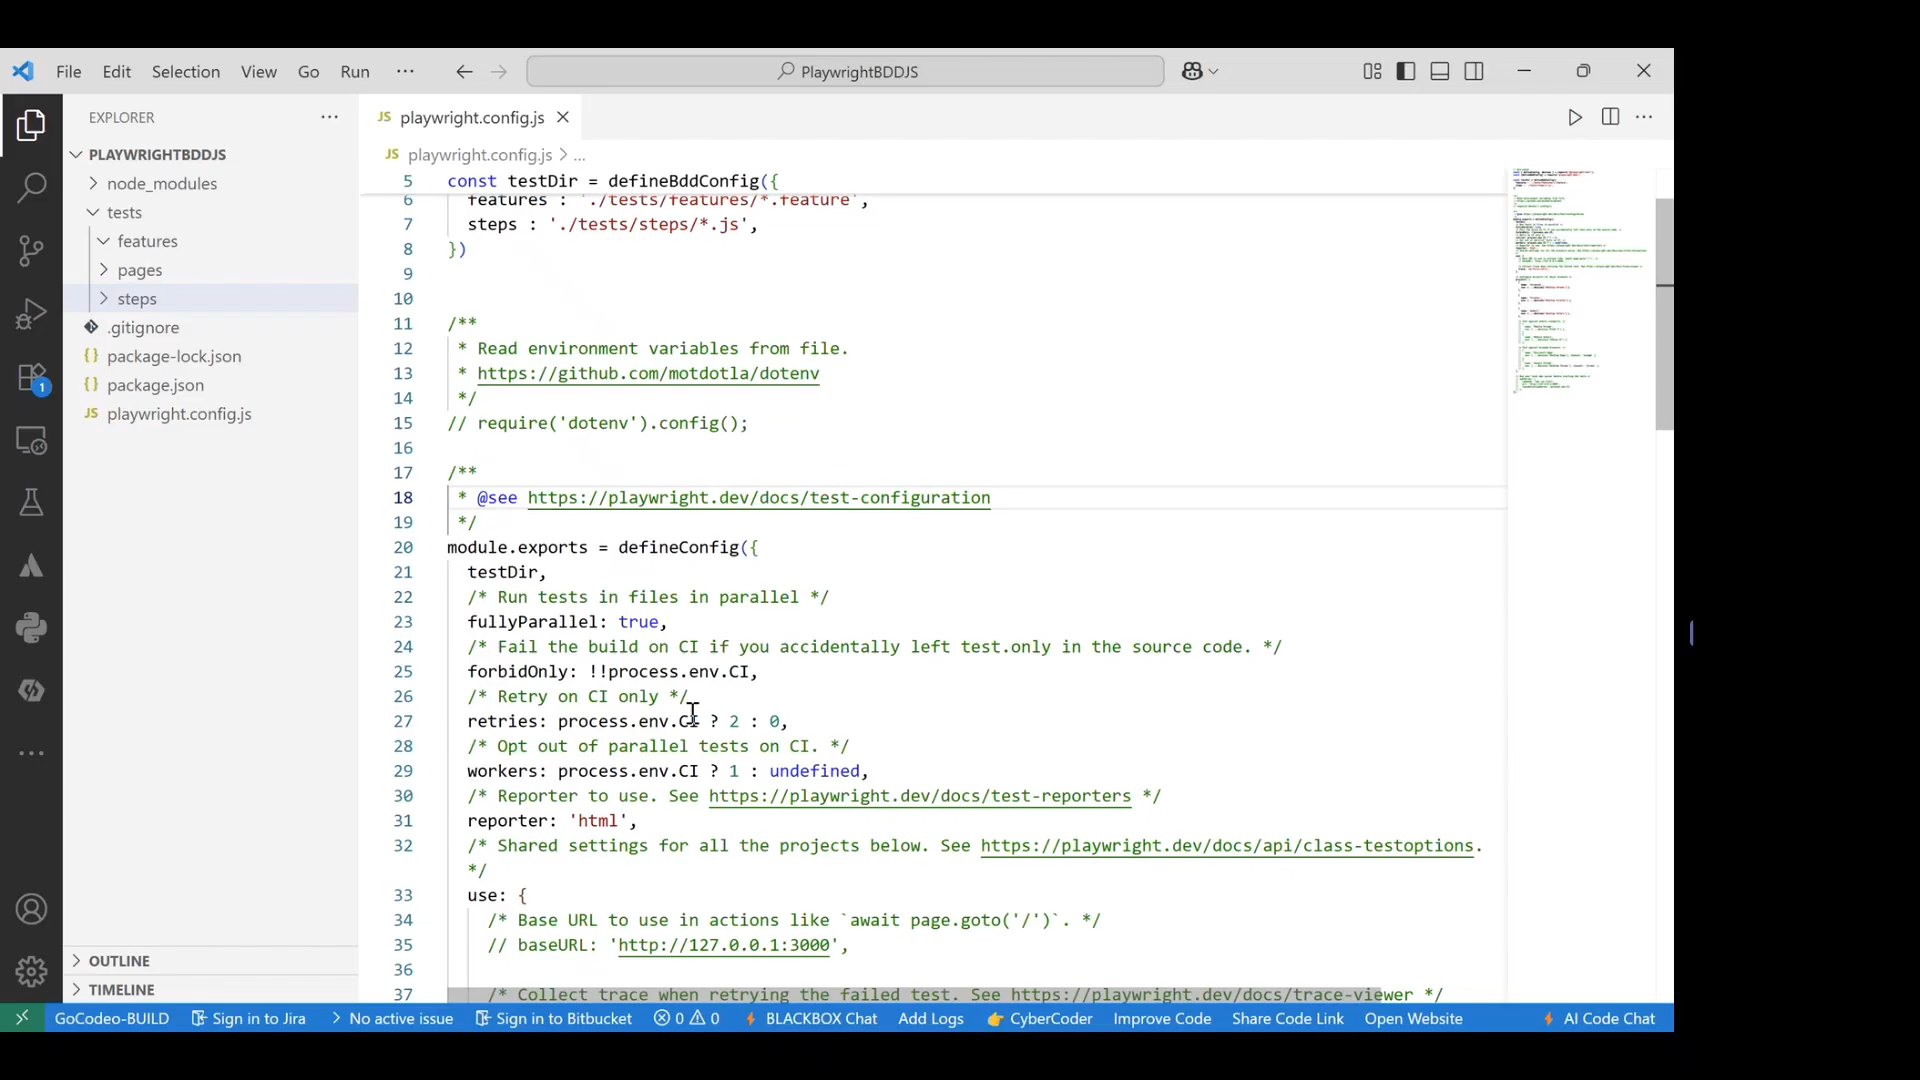 File Edit Selection View Go Run ... PlaywrightBDDJS
EXPLORER ...
PLAYWRIGHTBDDJS
node_modules
tests
features
pages
steps
.gitignore
{} package-lock.json
{} package.json
JS playwright.config.js
OUTLINE
TIMELINE
1
JS playwright.config.js
JS playwright.config.js > ...
5 const testDir = defineBddConfig({
6 features : './tests/features/*.feature',
7 steps : './tests/steps/*.js',
8 })
9
10
11 /**
12 * Read environment variables from file.
13 * https://github.com/motdotla/dotenv
14 */
15 // require('dotenv').config();
16
17 /**
18 * @see https://playwright.dev/docs/test-configuration
19 */
20 module.exports = defineConfig({
21 testDir,
22 /* Run tests in files in parallel */
23 fullyParallel: true,
24 /* Fail the build on CI if you accidentally left test.only in the source code. */
25 forbidOnly: !!process.env.CI,
26 /* Retry on CI only */
27 retries: process.env.CI ? 2 : 0,
28 /* Opt out of parallel tests on CI. */
29 workers: process.env.CI ? 1 : undefined,
30 /* Reporter to use. See https://playwright.dev/docs/test-reporters */
31 reporter: 'html',
32 /* Shared settings for all the projects below. See https://playwright.dev/docs/api/class-testoptions.
*/
33 use: {
34 /* Base URL to use in actions like `await page.goto('/')`. */
35 // baseURL: 'http://127.0.0.1:3000',
36
37 /* Collect trace when retrying the failed test. See https://playwright.dev/docs/trace-viewer */
GoCodeo-BUILD Sign in to Jira > No active issue Sign in to Bitbucket 0 0 BLACKBOX Chat Add Logs 👉 CyberCoder Improve Code Share Code Link Open Website AI Code Chat